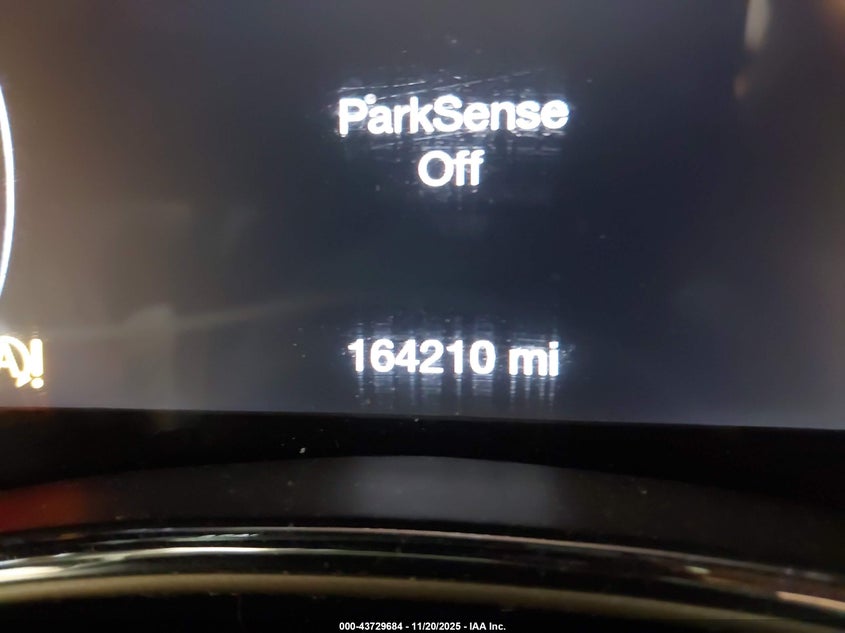 ParkSense
Off
164210 mi
000-43729684 - 11/20/2025 - IAA Inc.